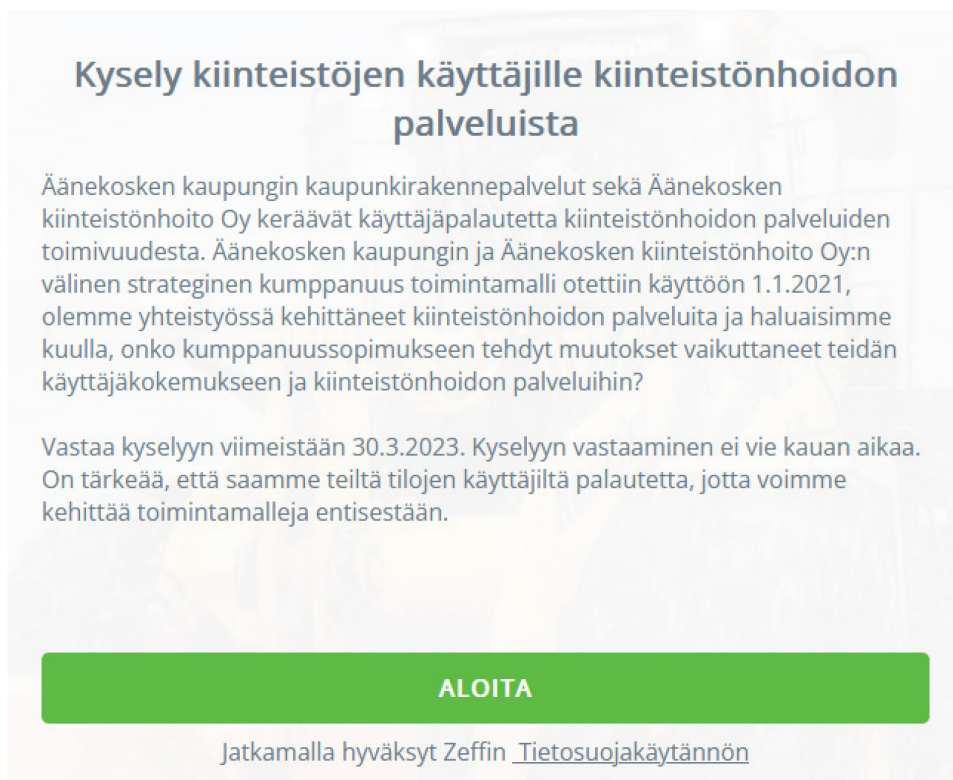 Kysely kiinteistöjen käyttäjille kiinteistönhoidon
palveluista
Äänekosken kaupungin kaupunkirakennepalvelut sekä Äänekosken
kiinteistönhoito Oy keräävät käyttäjäpalautetta kiinteistönhoidon palveluiden
toimivuudesta. Äänekosken kaupungin ja Äänekosken kiinteistönhoito Oy:n
välinen strateginen kumppanuus toimintamalli otettiin käyttöön 1.1.2021,
olemme yhteistyössä kehittäneet kiinteistönhoidon palveluita ja haluaisimme
kuulla, onko kumppanuussopimukseen tehdyt muutokset vaikuttaneet teidän
käyttäjäkokemukseen ja kiinteistönhoidon palveluihin?
Vastaa kyselyyn viimeistään 30.3.2023. Kyselyyn vastaaminen ei vie kauan aikaa.
On tärkeää, että saamme teiltä tilojen käyttäjiltä palautetta, jotta voimme
kehittää toimintamalleja entisestään.
ALOITA
Jatkamalla hyväksyt Zeffin Tietosuojakäytännön